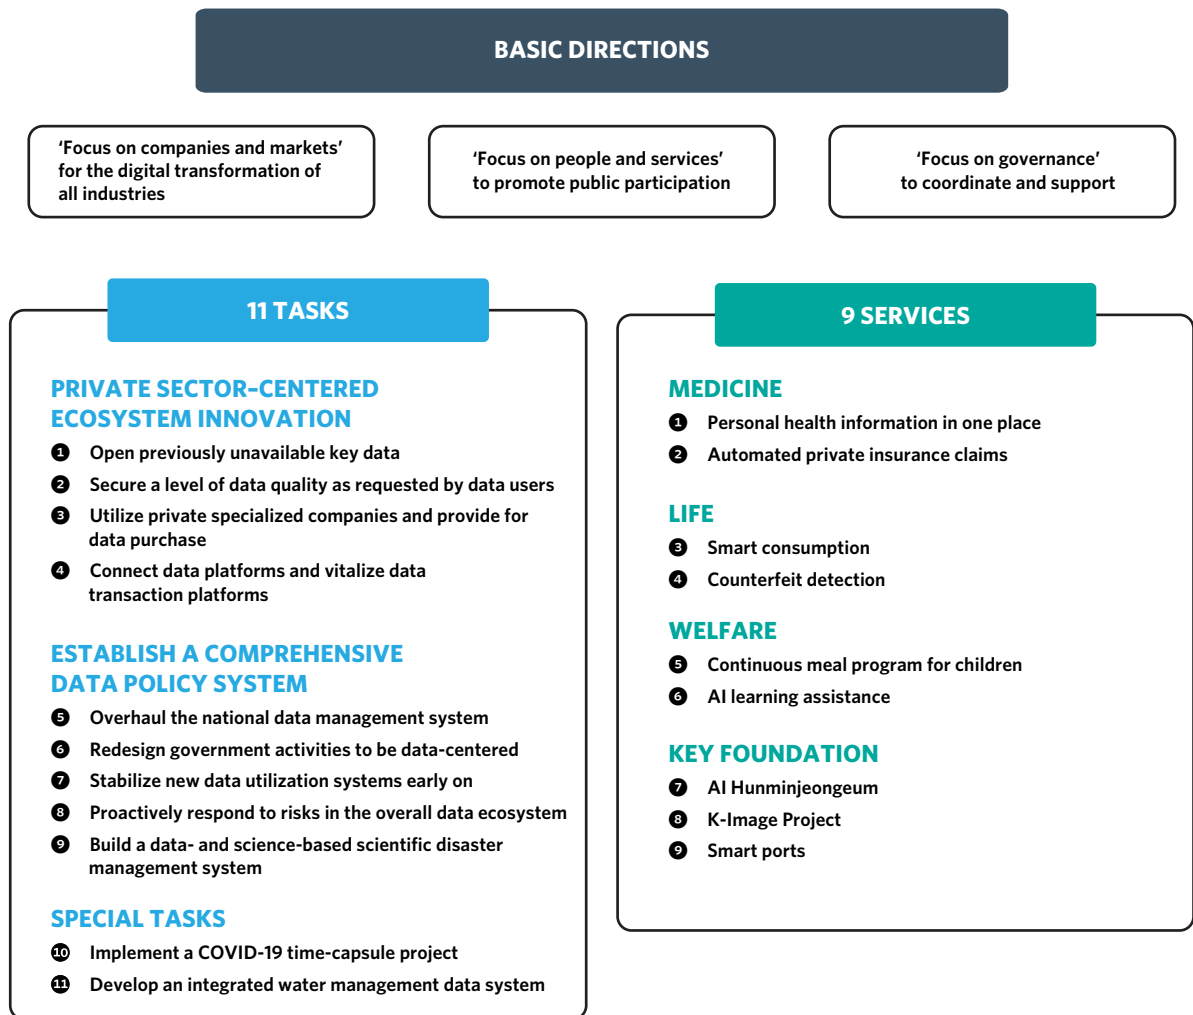 BASIC DIRECTIONS
‘Focus on companies and markets’
for the digital transformation of
all industries
‘Focus on people and services’
to promote public participation
‘Focus on governance’
to coordinate and support
11 TASKS
PRIVATE SECTOR–CENTERED
ECOSYSTEM INNOVATION
1 Open previously unavailable key data
2 Secure a level of data quality as requested by data users
3 Utilize private specialized companies and provide for
data purchase
4 Connect data platforms and vitalize data
transaction platforms
ESTABLISH A COMPREHENSIVE
DATA POLICY SYSTEM
5 Overhaul the national data management system
6 Redesign government activities to be data-centered
7 Stabilize new data utilization systems early on
8 Proactively respond to risks in the overall data ecosystem
9 Build a data- and science-based scientific disaster
management system
SPECIAL TASKS
10 Implement a COVID-19 time-capsule project
11 Develop an integrated water management data system
9 SERVICES
MEDICINE
1 Personal health information in one place
2 Automated private insurance claims
LIFE
3 Smart consumption
4 Counterfeit detection
WELFARE
5 Continuous meal program for children
6 AI learning assistance
KEY FOUNDATION
7 AI Hunminjeongeum
8 K-Image Project
9 Smart ports